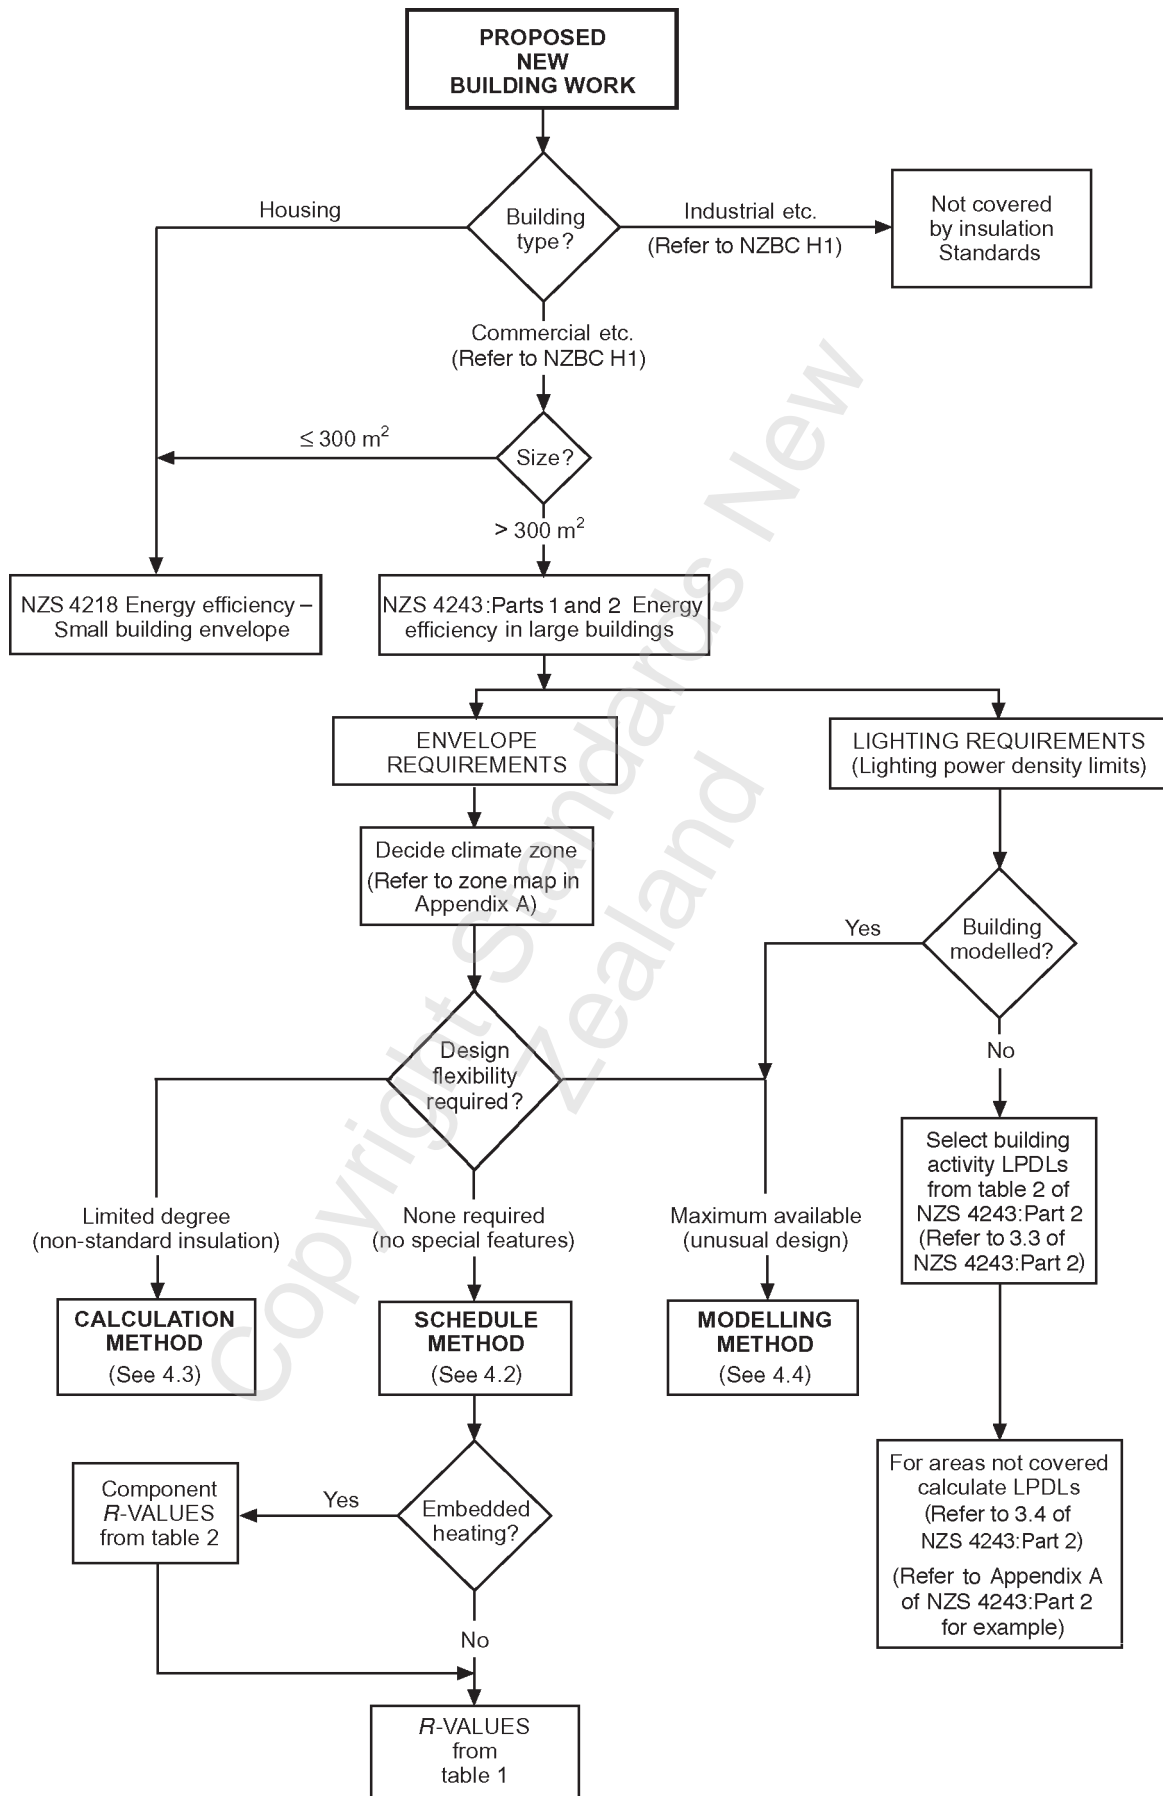 PROPOSED
NEW
BUILDING WORK
Housing
Building
type?
Industrial etc.
(Refer to NZBC H1)
Not covered
by insulation
Standards
Commercial etc.
(Refer to NZBC H1)
≤ 300 m²
Size?
> 300 m²
NZS 4218 Energy efficiency –
Small building envelope
NZS 4243:Parts 1 and 2 Energy
efficiency in large buildings
ENVELOPE
REQUIREMENTS
LIGHTING REQUIREMENTS
(Lighting power density limits)
Decide climate zone
(Refer to zone map in
Appendix A)
Yes
Building
modelled?
No
Design
flexibility
required?
Select building
activity LPDLs
from table 2 of
NZS 4243:Part 2
(Refer to 3.3 of
NZS 4243:Part 2)
Limited degree
(non-standard insulation)
None required
(no special features)
Maximum available
(unusual design)
CALCULATION
METHOD
(See 4.3)
SCHEDULE
METHOD
(See 4.2)
MODELLING
METHOD
(See 4.4)
For areas not covered
calculate LPDLs
(Refer to 3.4 of
NZS 4243:Part 2)
(Refer to Appendix A
of NZS 4243:Part 2
for example)
Component
R-VALUES
from table 2
Yes
Embedded
heating?
No
R-VALUES
from
table 1
Copyright Standards New
Zealand